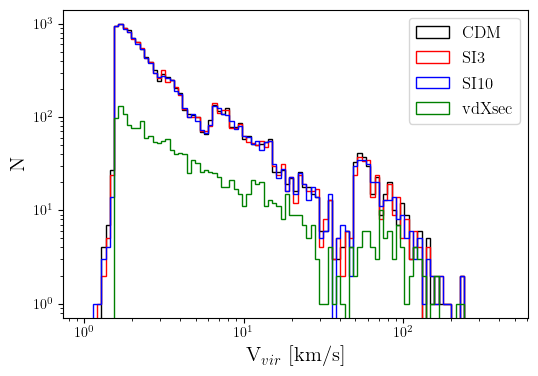 CDM
SI3
SI10
vdXsec
N
10³
10²
10¹
10⁰
10⁰
10¹
10²
V_vir [km/s]